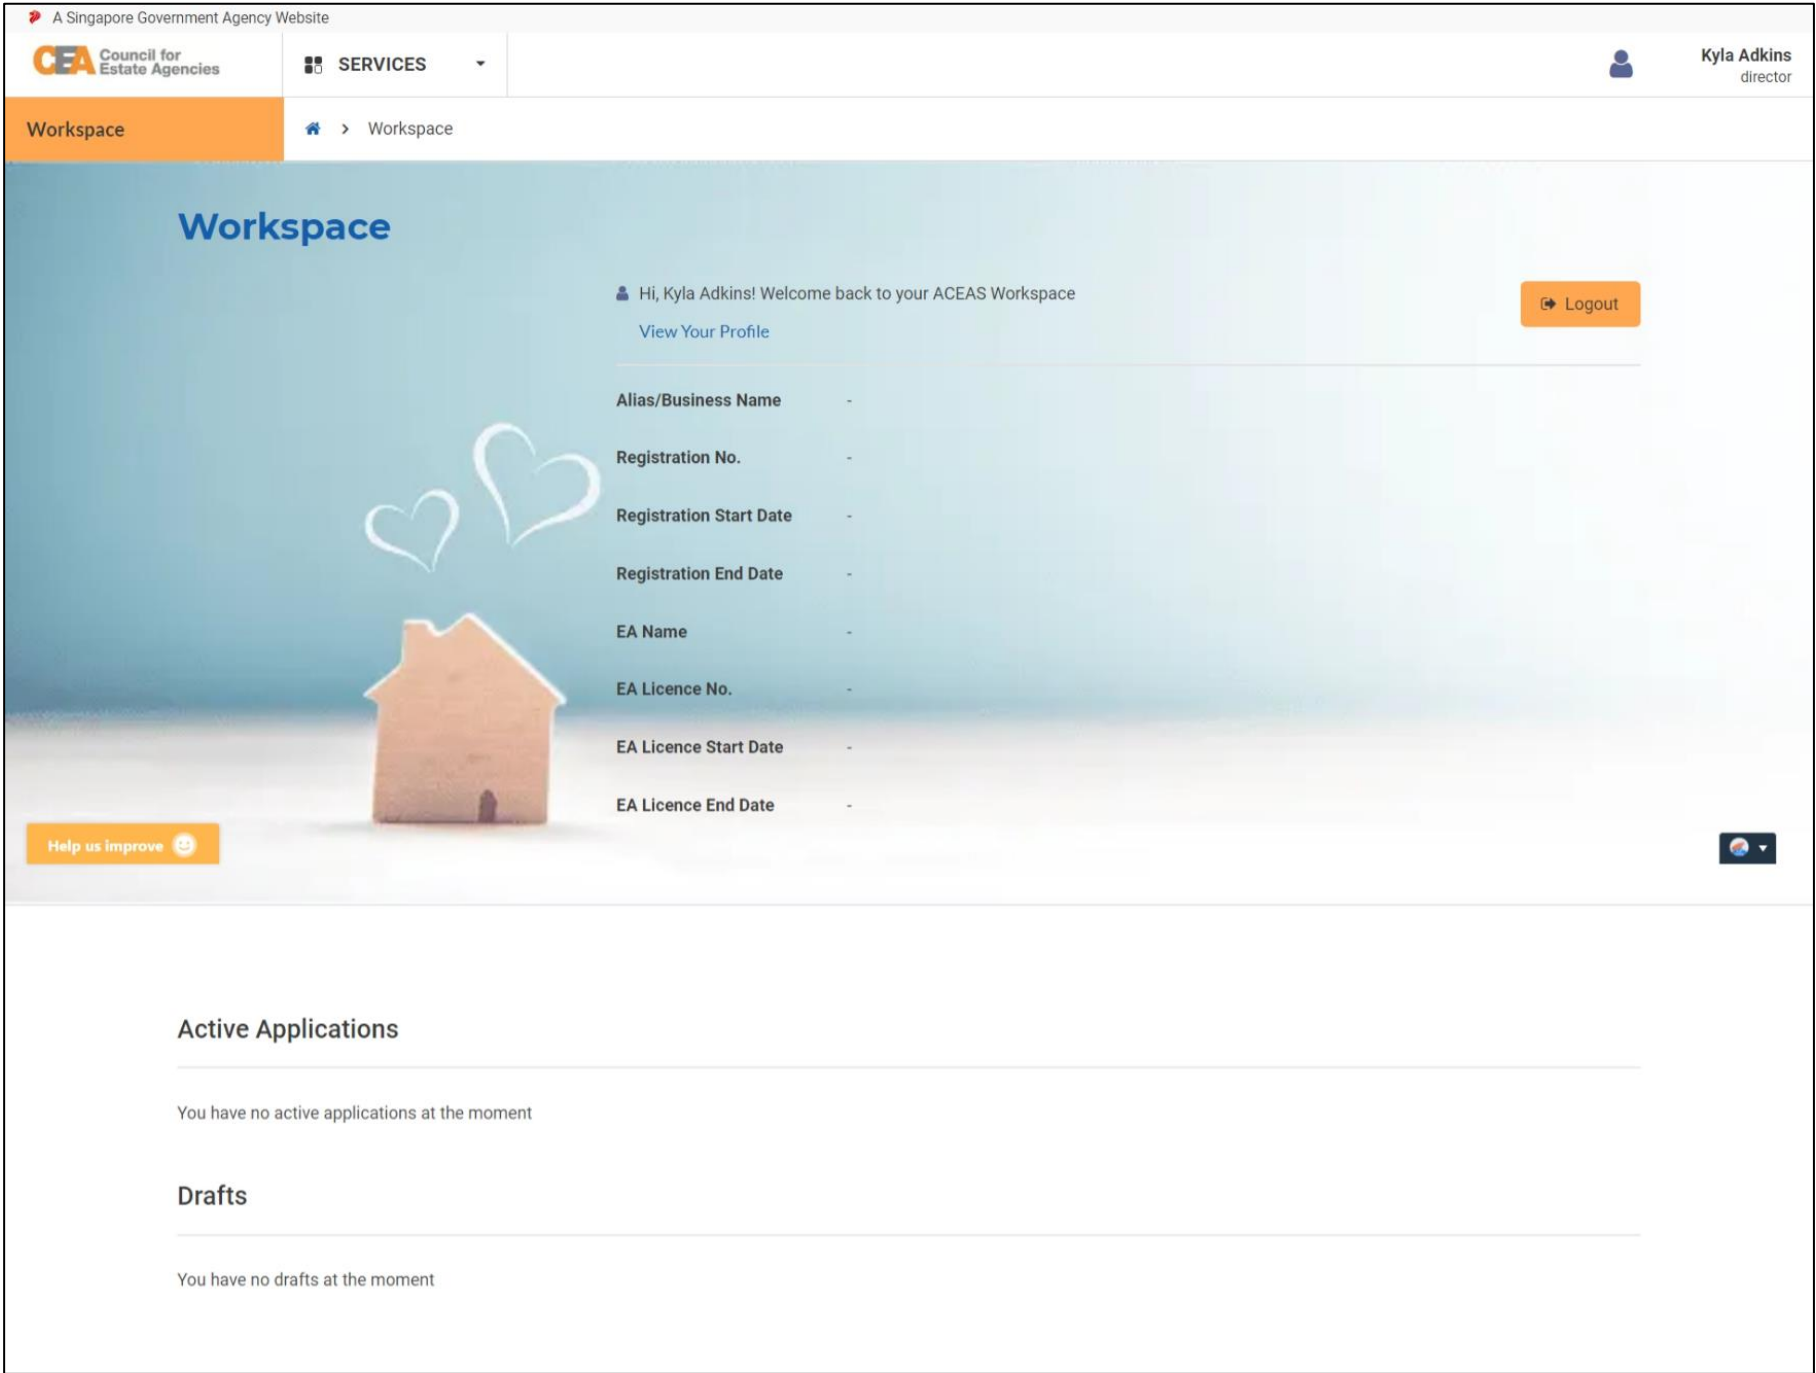 A Singapore Government Agency Website
CEA Council for
Estate Agencies
SERVICES
Kyla Adkins
director
Workspace
Workspace
Workspace
Hi, Kyla Adkins! Welcome back to your ACEAS Workspace
Logout
View Your Profile
Alias/Business Name -
Registration No. -
Registration Start Date -
Registration End Date -
EA Name -
EA Licence No. -
EA Licence Start Date -
EA Licence End Date -
Help us improve
Active Applications
You have no active applications at the moment
Drafts
You have no drafts at the moment